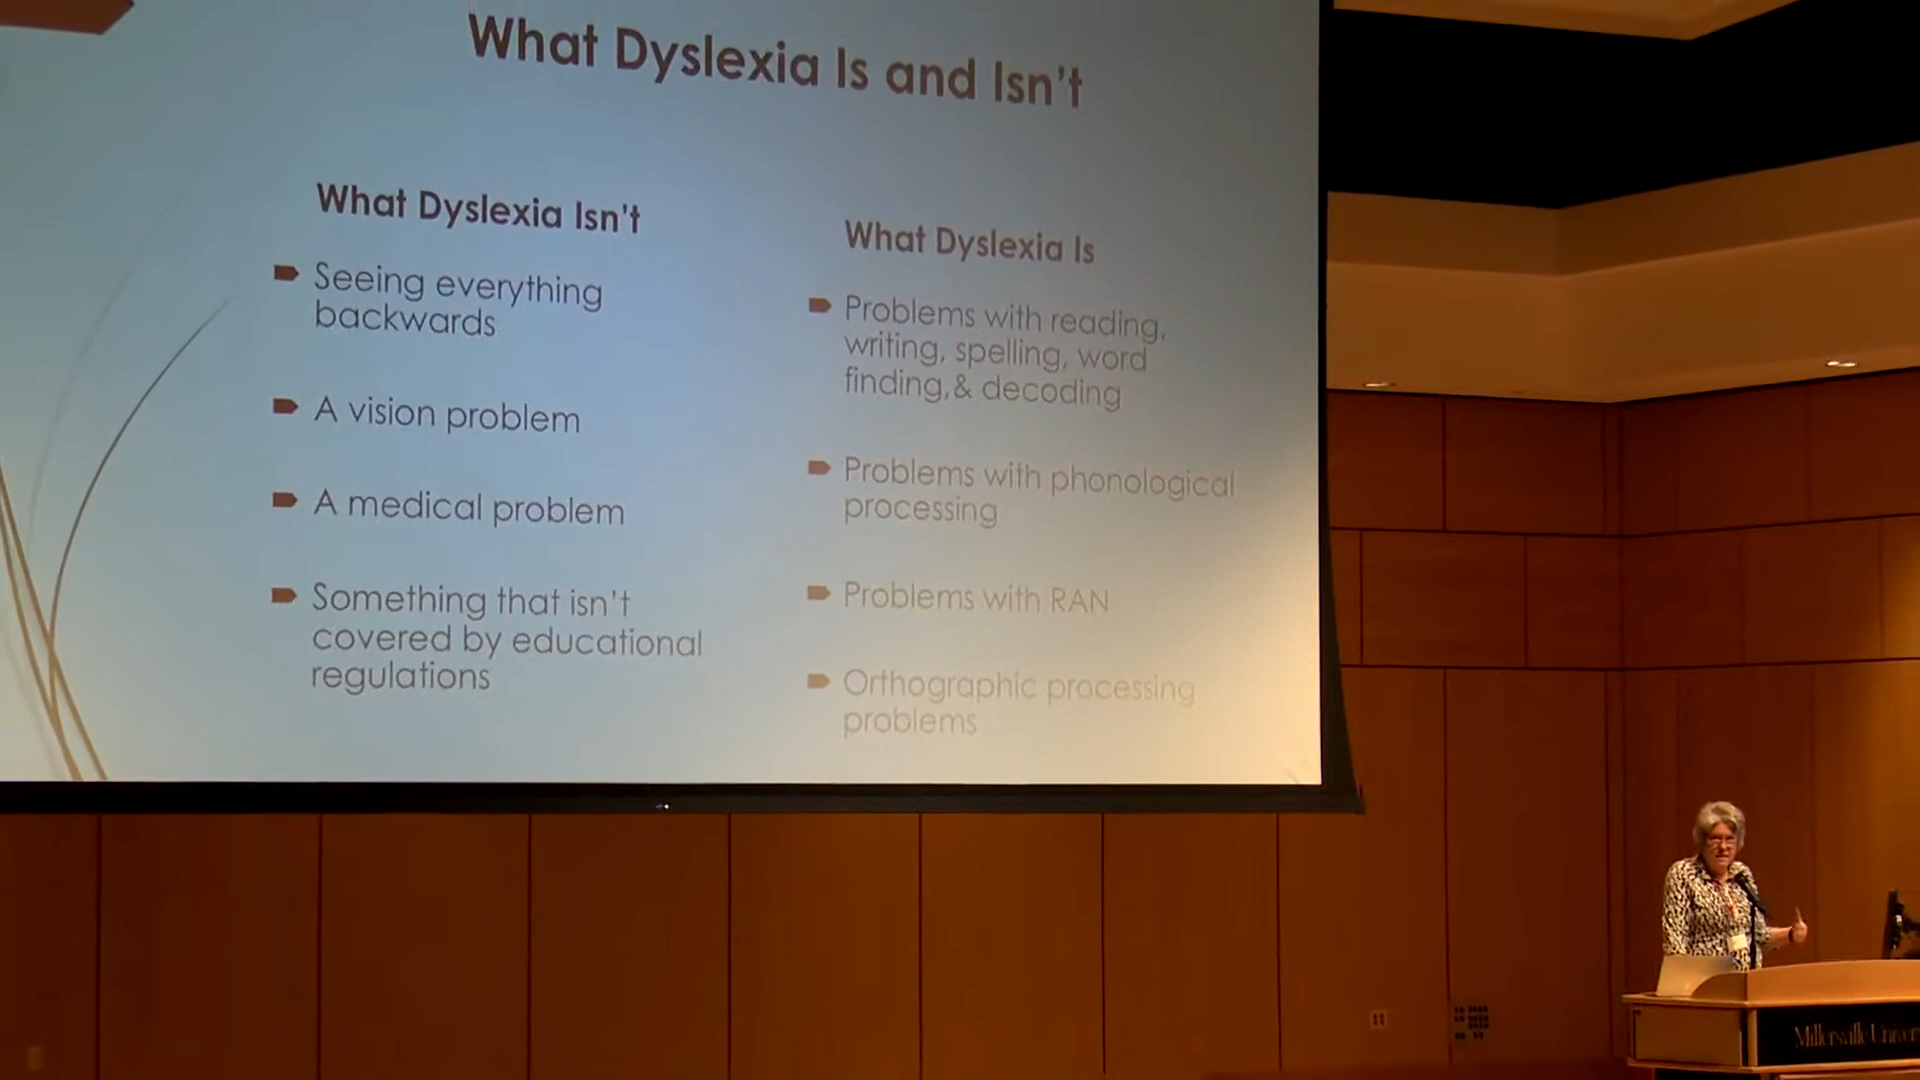 What Dyslexia Is and Isn't
What Dyslexia Isn't
Seeing everything
backwards
A vision problem
A medical problem
Something that isn't
covered by educational
regulations
What Dyslexia Is
Problems with reading,
writing, spelling, word
finding,& decoding
Problems with phonological
processing
Problems with RAN
Orthographic processing
problems
Millersville Univer